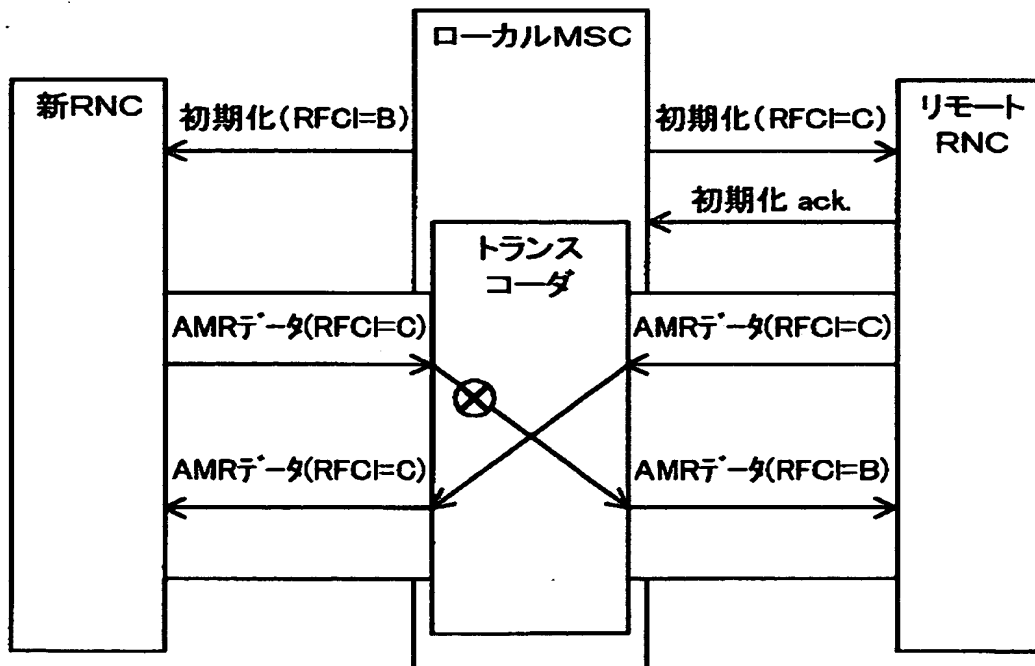 ローカルMSC
新RNC
リモート
RNC
初期化(RFCI=B)
初期化(RFCI=C)
初期化 ack.
トランス
コーダ
AMRデータ(RFCI=C)
AMRデータ(RFCI=C)
AMRデータ(RFCI=C)
AMRデータ(RFCI=B)